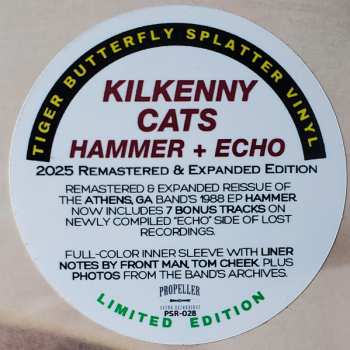 TIGER BUTTERFLY SPLATTER VINYL
KILKENNY
CATS
HAMMER + ECHO
2025 REMASTERED & EXPANDED EDITION
REMASTERED & EXPANDED REISSUE OF
THE ATHENS, GA BAND'S 1988 EP HAMMER.
NOW INCLUDES 7 BONUS TRACKS ON
NEWLY COMPILED "ECHO" SIDE OF LOST
RECORDINGS.
FULL-COLOR INNER SLEEVE WITH LINER
NOTES BY FRONT MAN, TOM CHEEK PLUS
PHOTOS FROM THE BAND'S ARCHIVES.
PROPELLER
SOUND RECORDINGS
PSR-028
LIMITED EDITION